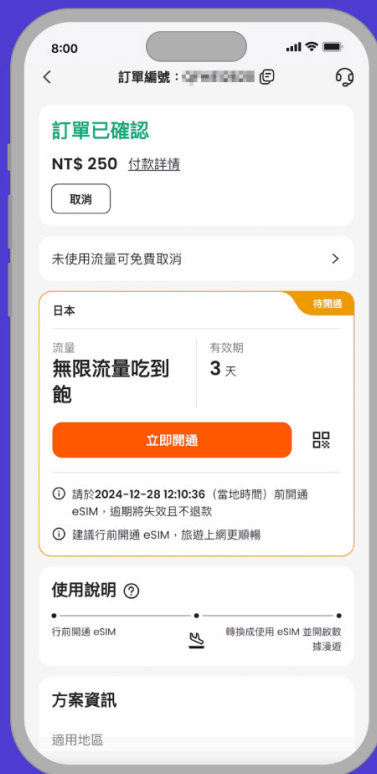 8:00
訂單編號：
訂單已確認
NT$ 250 付款詳情
取消
未使用流量可免費取消
日本
待開通
流量
無限流量吃到
飽
有效期
3 天
立即開通
請於2024-12-28 12:10:36（當地時間）前開通
eSIM，逾期將失效且不退款
建議行前開通 eSIM，旅遊上網更順暢
使用說明
行前開通 eSIM
轉換成使用 eSIM 並開啟數
據漫遊
方案資訊
適用地區